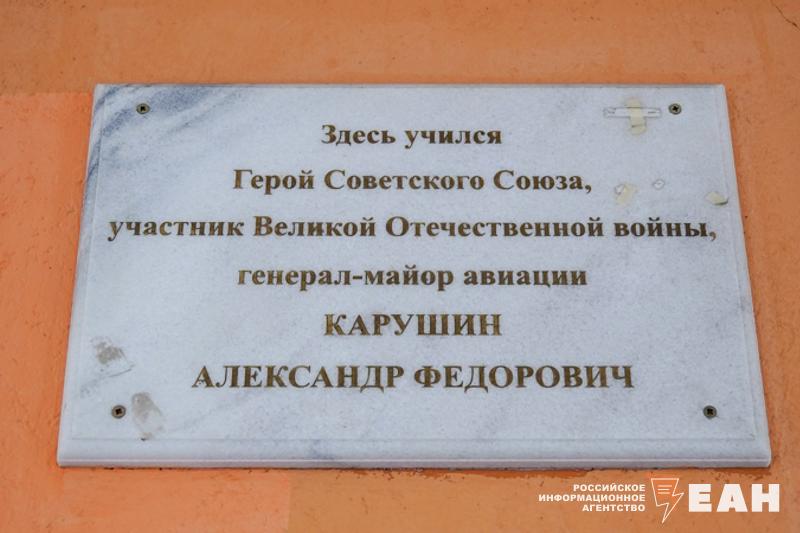 Здесь учился
Герой Советского Союза,
участник Великой Отечественной войны,
генерал-майор авиации
КАРУШИН
АЛЕКСАНДР ФЕДОРОВИЧ
РОССИЙСКОЕ
ИНФОРМАЦИОННОЕ
АГЕНТСТВО
ЕАН